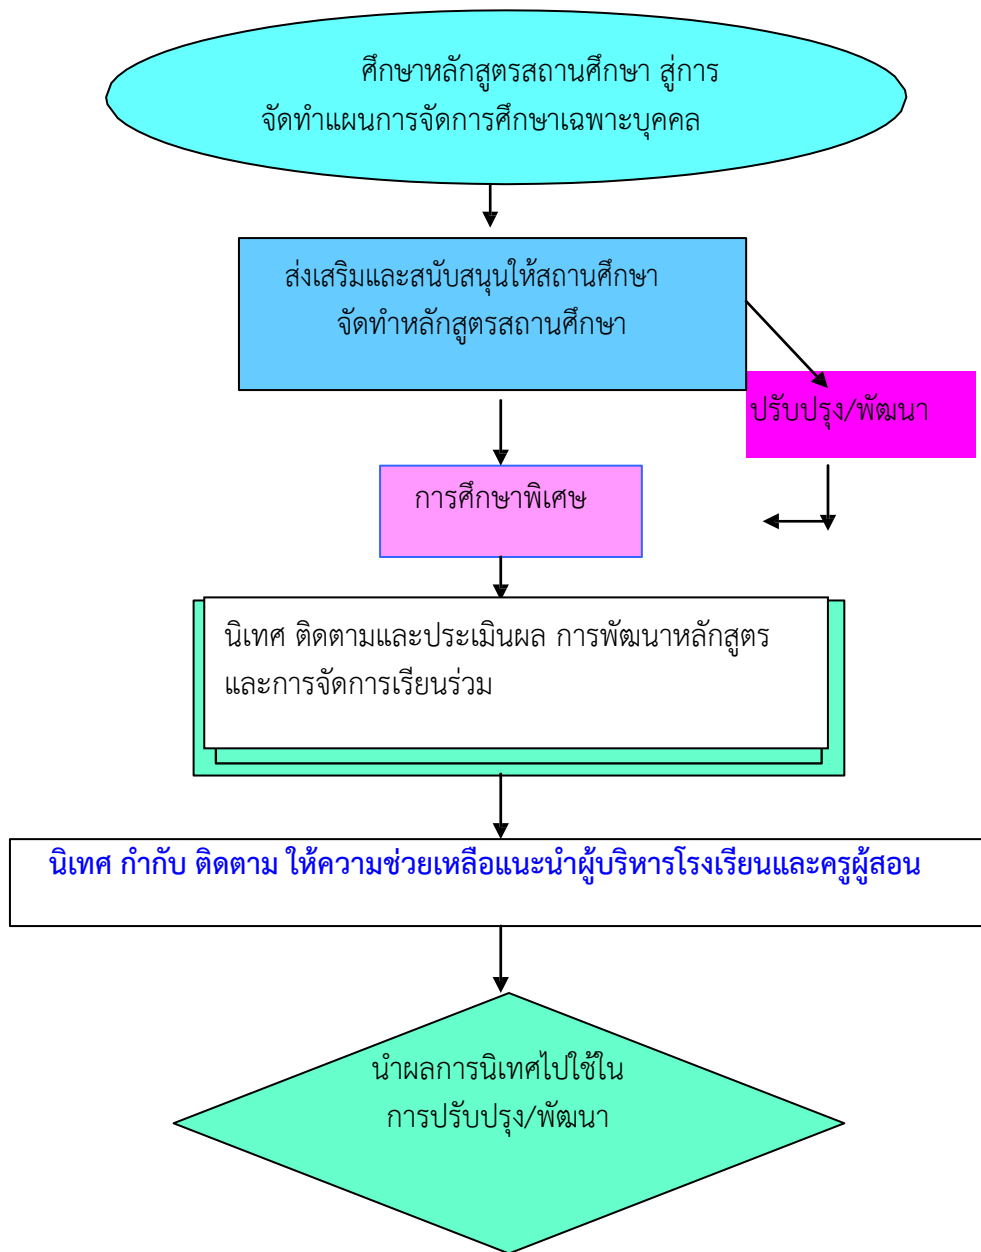 ศึกษาหลักสูตรสถานศึกษา สู่การ
จัดทำแผนการจัดการศึกษาเฉพาะบุคคล
ส่งเสริมและสนับสนุนให้สถานศึกษา
จัดทำหลักสูตรสถานศึกษา
ปรับปรุง/พัฒนา
การศึกษาพิเศษ
นิเทศ ติดตามและประเมินผล การพัฒนาหลักสูตร
และการจัดการเรียนร่วม
นิเทศ กำกับ ติดตาม ให้ความช่วยเหลือแนะนำผู้บริหารโรงเรียนและครูผู้สอน
นำผลการนิเทศไปใช้ใน
การปรับปรุง/พัฒนา